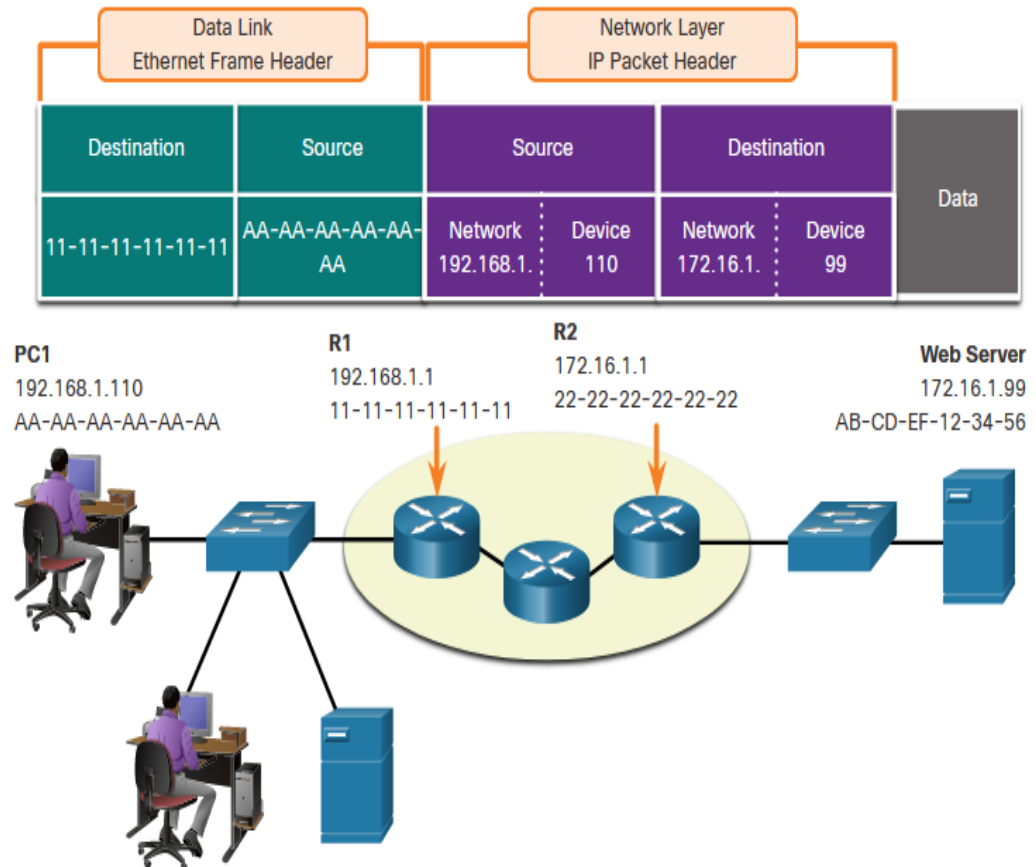 Data Link
Ethernet Frame Header
Network Layer
IP Packet Header
Destination
Source
Source
Destination
Data
11-11-11-11-11-11
AA-AA-AA-AA-AA-
AA
Network
192.168.1.
Device
110
Network
172.16.1.
Device
99
PC1
192.168.1.110
AA-AA-AA-AA-AA-AA
R1
192.168.1.1
11-11-11-11-11-11
R2
172.16.1.1
22-22-22-22-22-22
Web Server
172.16.1.99
AB-CD-EF-12-34-56